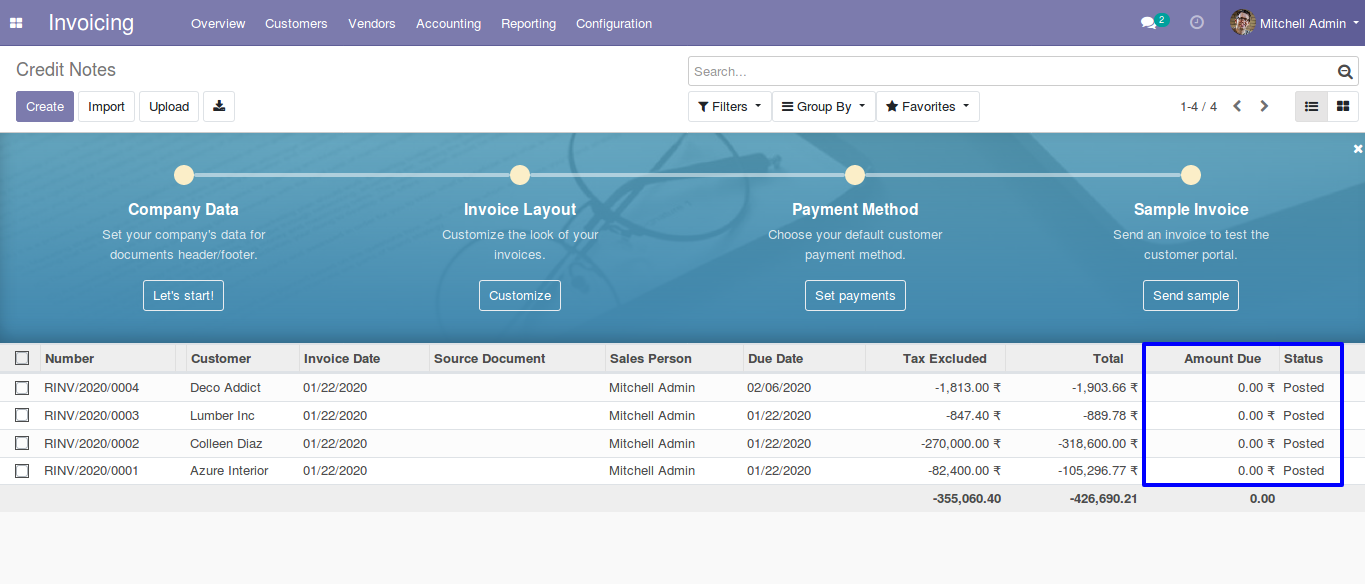 Invoicing Overview Customers Vendors Accounting Reporting Configuration 2 Mitchell Admin
Credit Notes Search...
Create Import Upload Filters Group By Favorites 1-4 / 4
Company Data Invoice Layout Payment Method Sample Invoice
Set your company's data for Customize the look of your Choose your default customer Send an invoice to test the
documents header/footer. invoices. payment method. customer portal.
Let's start! Customize Set payments Send sample
Number Customer Invoice Date Source Document Sales Person Due Date Tax Excluded Total Amount Due Status
RINV/2020/0004 Deco Addict 01/22/2020 Mitchell Admin 02/06/2020 -1,813.00 ₹ -1,903.66 ₹ 0.00 ₹ Posted
RINV/2020/0003 Lumber Inc 01/22/2020 Mitchell Admin 01/22/2020 -847.40 ₹ -889.78 ₹ 0.00 ₹ Posted
RINV/2020/0002 Colleen Diaz 01/22/2020 Mitchell Admin 01/22/2020 -270,000.00 ₹ -318,600.00 ₹ 0.00 ₹ Posted
RINV/2020/0001 Azure Interior 01/22/2020 Mitchell Admin 01/22/2020 -82,400.00 ₹ -105,296.77 ₹ 0.00 ₹ Posted
-355,060.40 -426,690.21 0.00